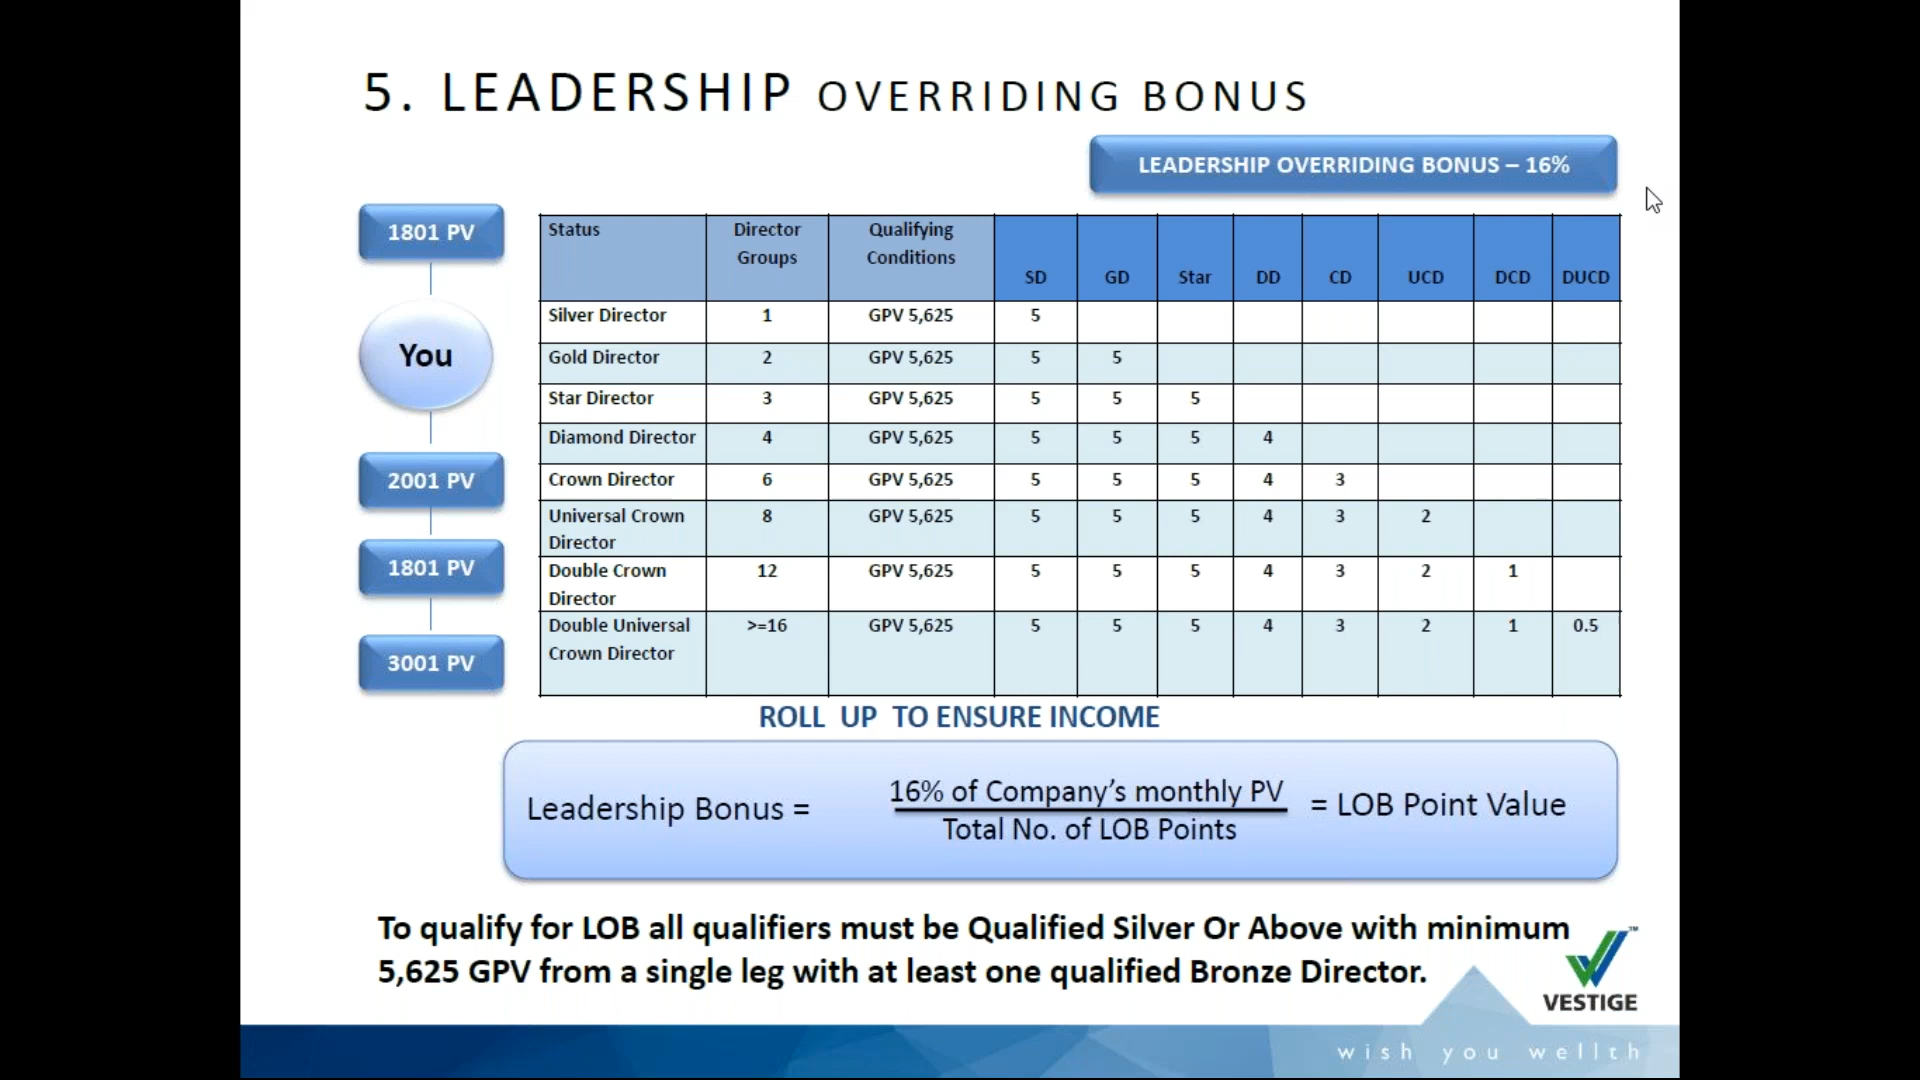 5. LEADERSHIP OVERRIDING BONUS
LEADERSHIP OVERRIDING BONUS – 16%
1801 PV
You
2001 PV
1801 PV
3001 PV
Status Director Groups Qualifying Conditions SD GD Star DD CD UCD DCD DUCD
Silver Director 1 GPV 5,625 5
Gold Director 2 GPV 5,625 5 5
Star Director 3 GPV 5,625 5 5 5
Diamond Director 4 GPV 5,625 5 5 5 4
Crown Director 6 GPV 5,625 5 5 5 4 3
Universal Crown Director 8 GPV 5,625 5 5 5 4 3 2
Double Crown Director 12 GPV 5,625 5 5 5 4 3 2 1
Double Universal Crown Director >=16 GPV 5,625 5 5 5 4 3 2 1 0.5
ROLL UP TO ENSURE INCOME
Leadership Bonus =
16% of Company’s monthly PV
Total No. of LOB Points
= LOB Point Value
To qualify for LOB all qualifiers must be Qualified Silver Or Above with minimum
5,625 GPV from a single leg with at least one qualified Bronze Director.
VESTIGE
TM
wish you wellth